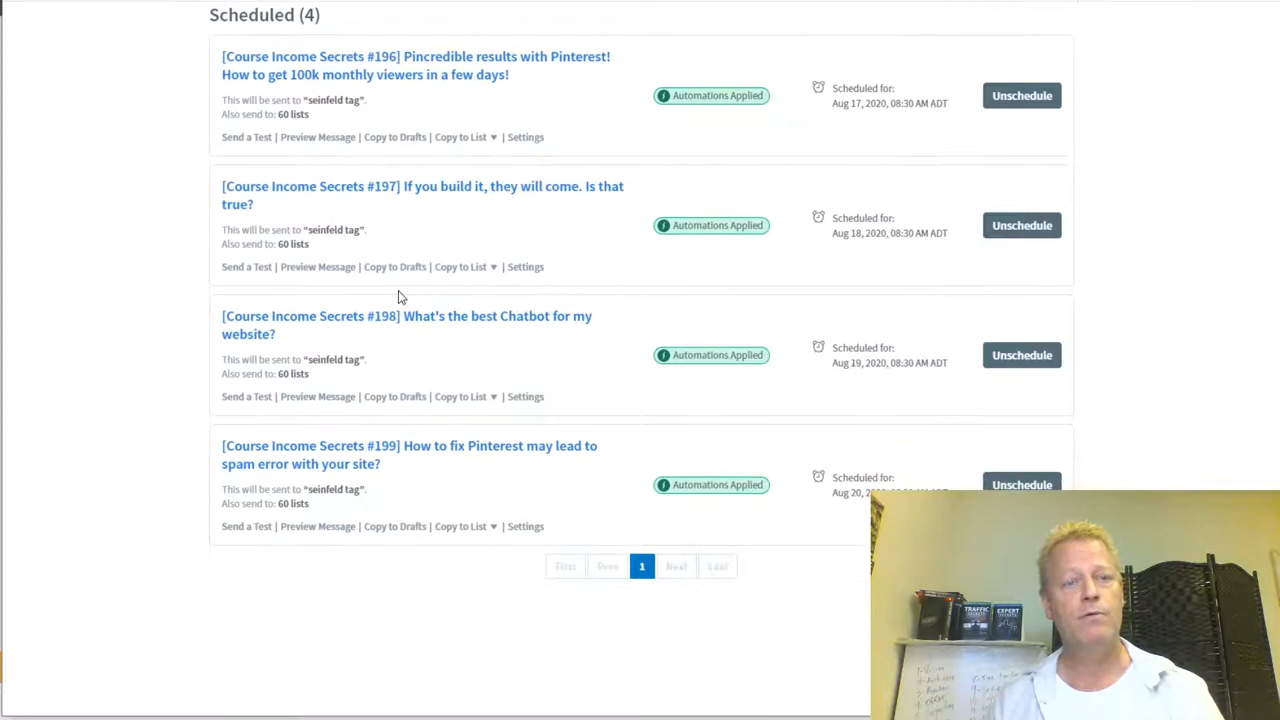 Scheduled (4)
[Course Income Secrets #196] Pincredible results with Pinterest!
How to get 100k monthly viewers in a few days!
This will be sent to "seinfeld tag".
Also send to: 60 lists
Send a Test | Preview Message | Copy to Drafts | Copy to List ▼ | Settings
Automations Applied
Scheduled for:
Aug 17, 2020, 08:30 AM ADT
Unschedule
[Course Income Secrets #197] If you build it, they will come. Is that
true?
This will be sent to "seinfeld tag".
Also send to: 60 lists
Send a Test | Preview Message | Copy to Drafts | Copy to List ▼ | Settings
Automations Applied
Scheduled for:
Aug 18, 2020, 08:30 AM ADT
Unschedule
[Course Income Secrets #198] What's the best Chatbot for my
website?
This will be sent to "seinfeld tag".
Also send to: 60 lists
Send a Test | Preview Message | Copy to Drafts | Copy to List ▼ | Settings
Automations Applied
Scheduled for:
Aug 19, 2020, 08:30 AM ADT
Unschedule
[Course Income Secrets #199] How to fix Pinterest may lead to
spam error with your site?
This will be sent to "seinfeld tag".
Also send to: 60 lists
Send a Test | Preview Message | Copy to Drafts | Copy to List ▼ | Settings
Automations Applied
Scheduled for:
Aug 20,
Unschedule
First Prev 1 Next Last
TRAFFIC
SECRETS
EXPERT
SECRETS